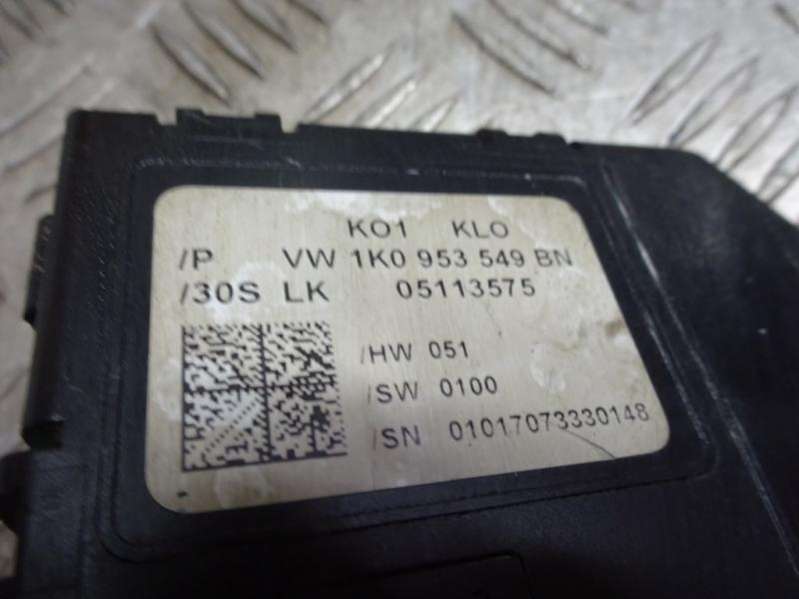 KO1 KLO
/P VW 1K0 953 549 BN
/30S LK 05113575
/HW 051
/SW 0100
/SN 01017073330148